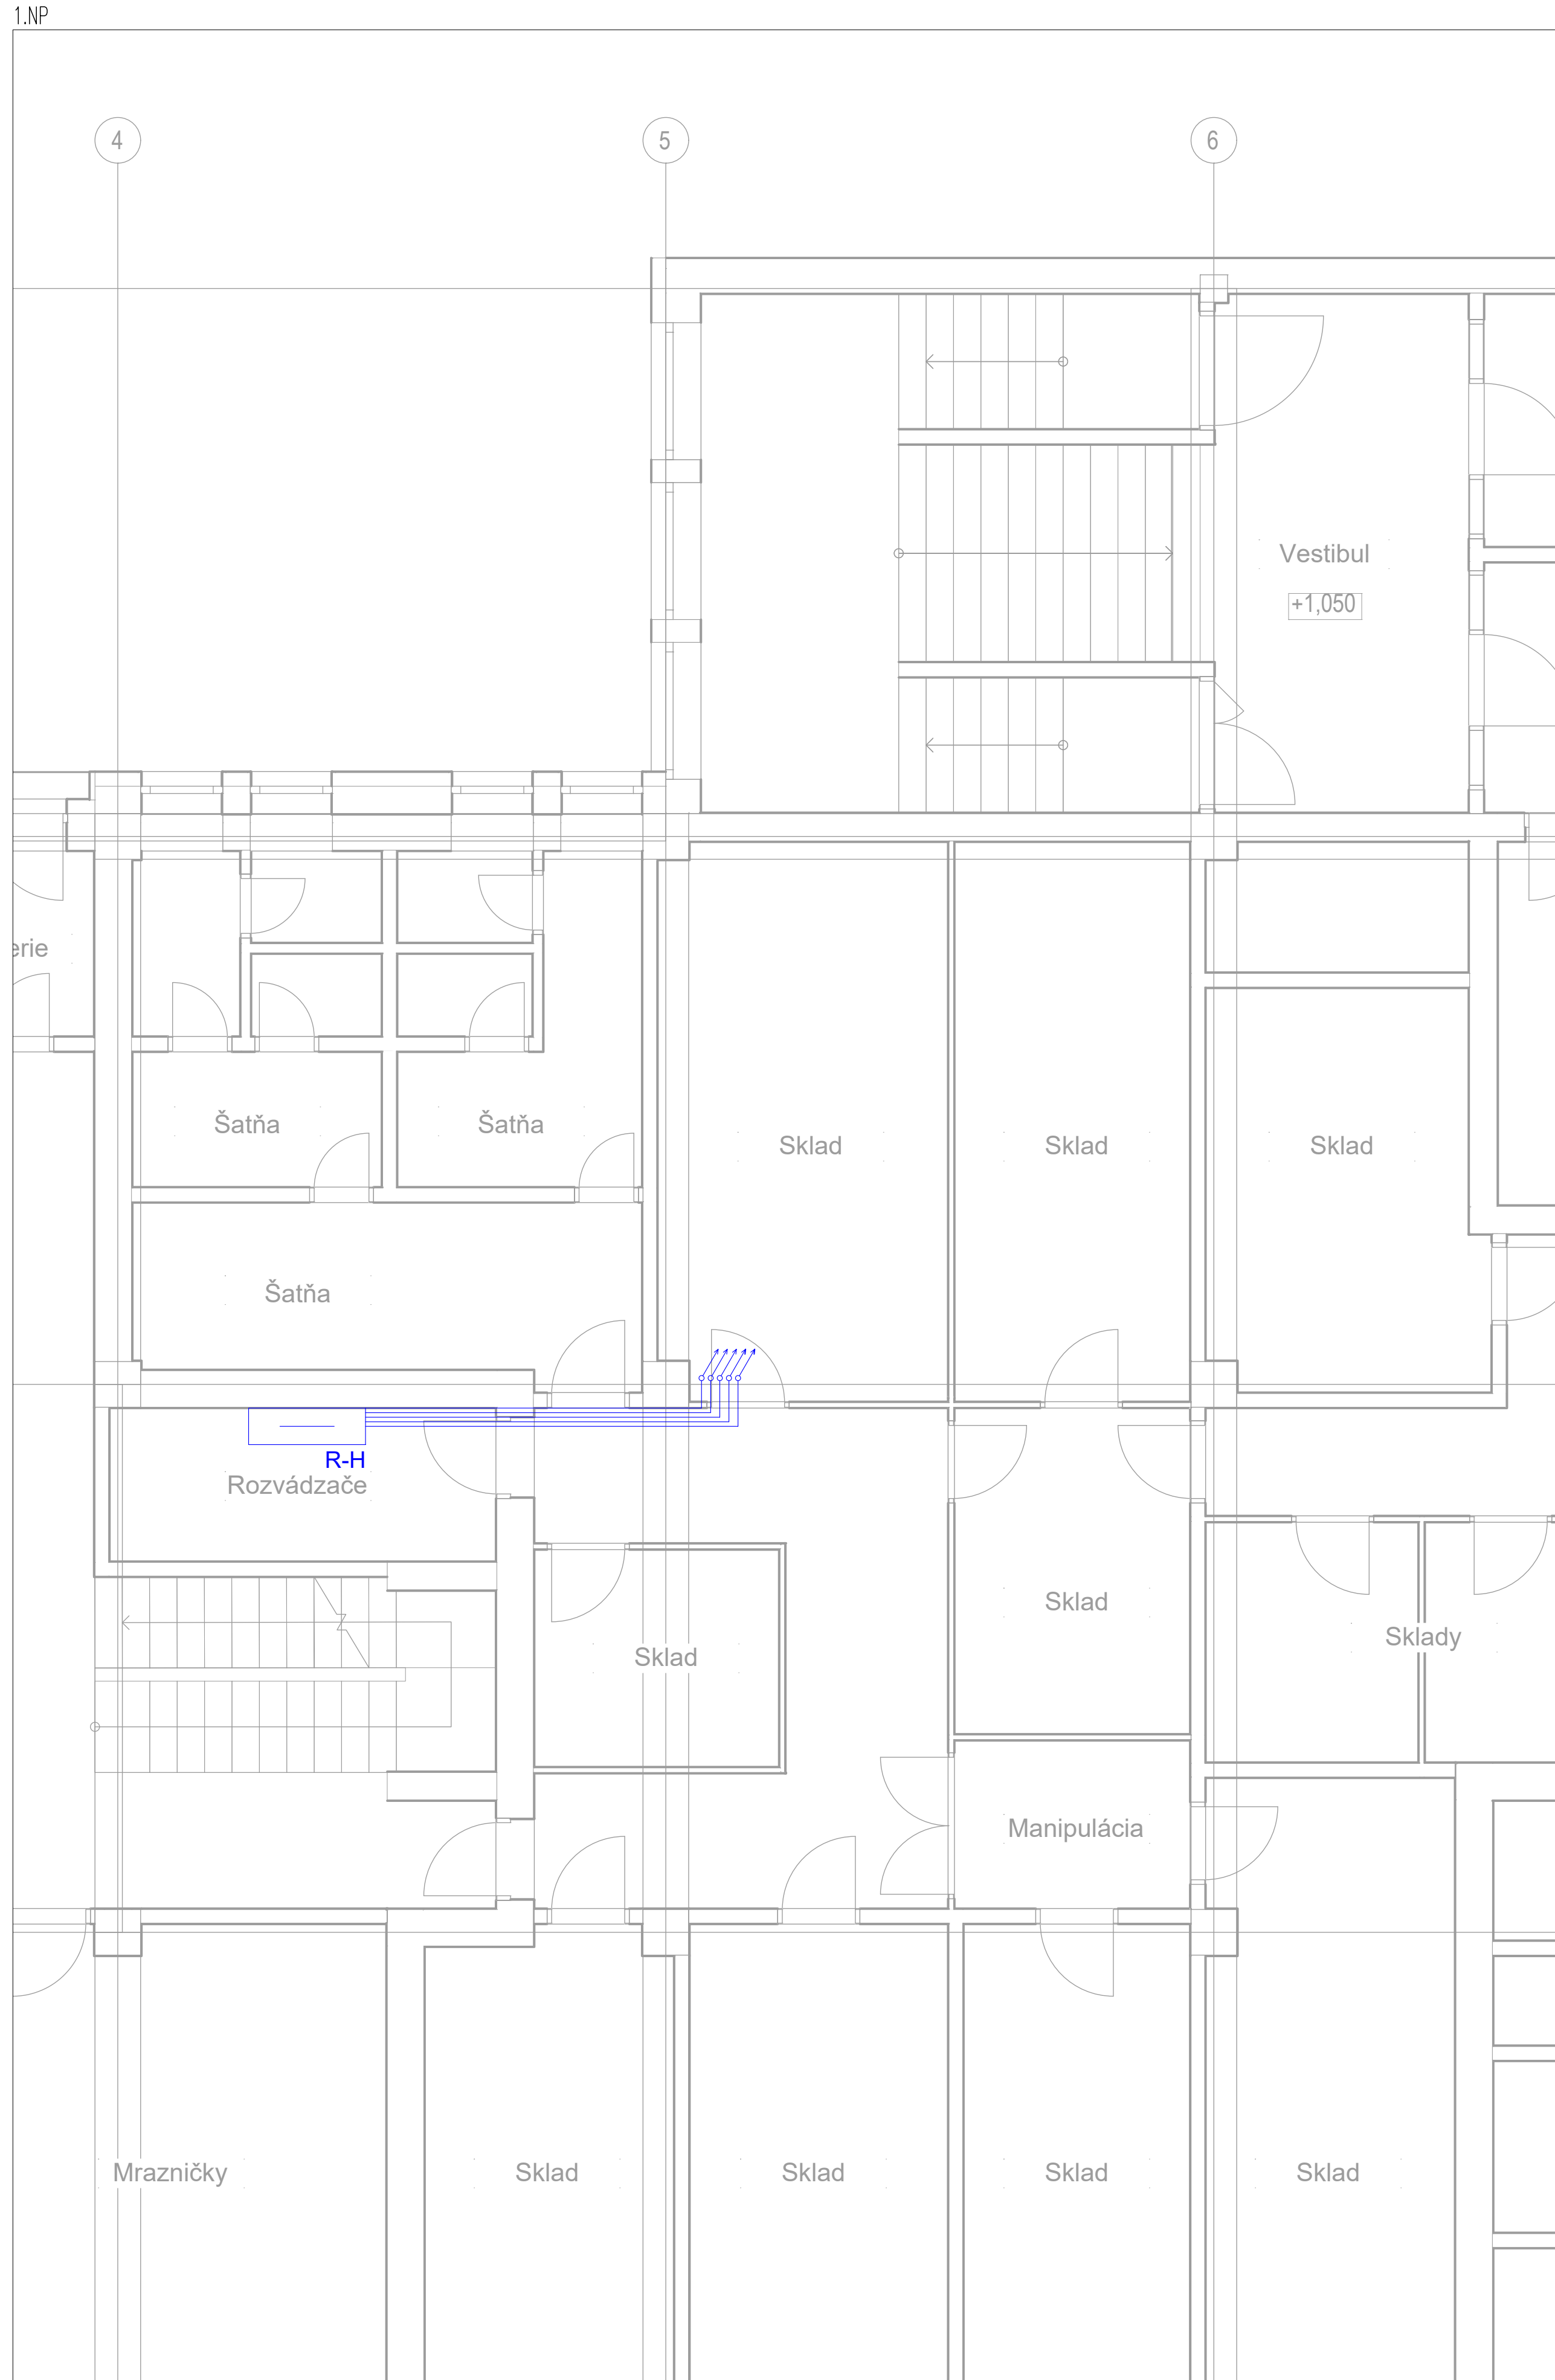 1.NP
4
5
6
Vestibul
+1,050
erie
Šatňa
Šatňa
Sklad
Sklad
Sklad
Šatňa
R-H
Rozvádzače
Sklad
Sklady
Sklad
Manipulácia
Mrazničky
Sklad
Sklad
Sklad
Sklad